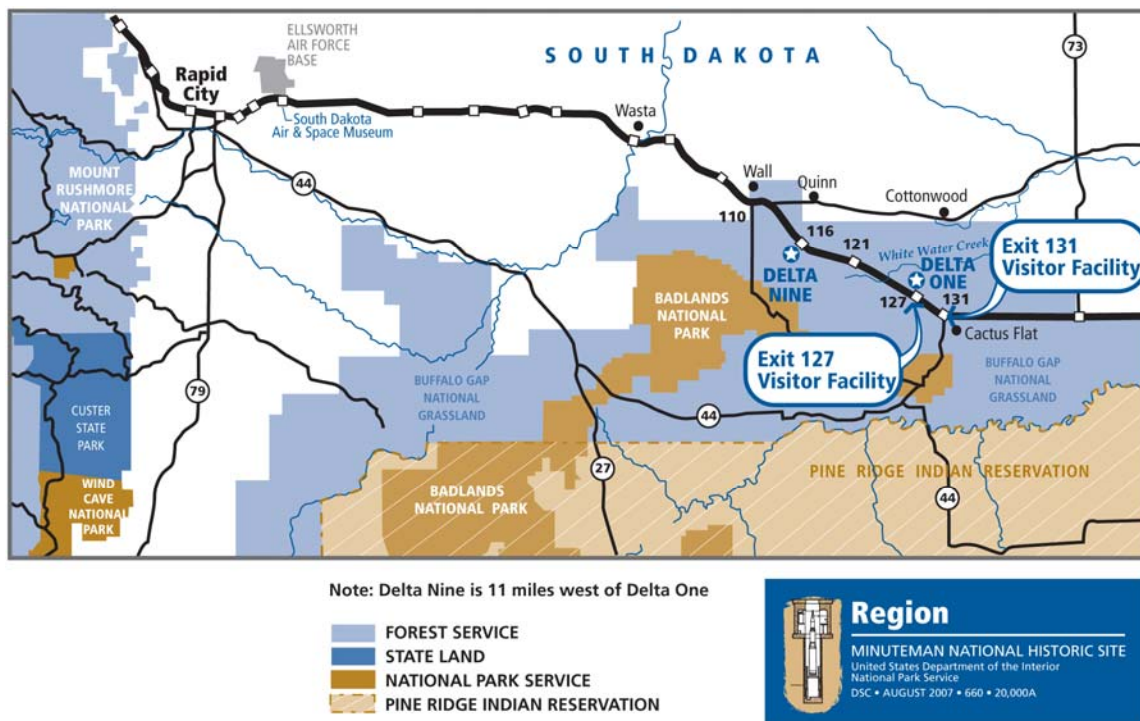 ELLSWORTH
AIR FORCE
BASE
SOUTH DAKOTA
73
Rapid
City
South Dakota
Air & Space Museum
Wasta
MOUNT
RUSHMORE
NATIONAL
PARK
44
Wall
Quinn
Cottonwood
110
116
121
White Water Creek
DELTA
NINE
DELTA
ONE
127
131
Exit 131
Visitor Facility
Cactus Flat
BADLANDS
NATIONAL
PARK
Exit 127
Visitor Facility
BUFFALO GAP
NATIONAL
GRASSLAND
BUFFALO GAP
NATIONAL
GRASSLAND
79
CUSTER
STATE
PARK
44
27
WIND
CAVE
NATIONAL
PARK
BADLANDS
NATIONAL PARK
PINE RIDGE INDIAN RESERVATION
44
Note: Delta Nine is 11 miles west of Delta One
FOREST SERVICE
STATE LAND
NATIONAL PARK SERVICE
PINE RIDGE INDIAN RESERVATION
Region
MINUTEMAN NATIONAL HISTORIC SITE
United States Department of the Interior
National Park Service
DSC • AUGUST 2007 • 660 • 20,000A